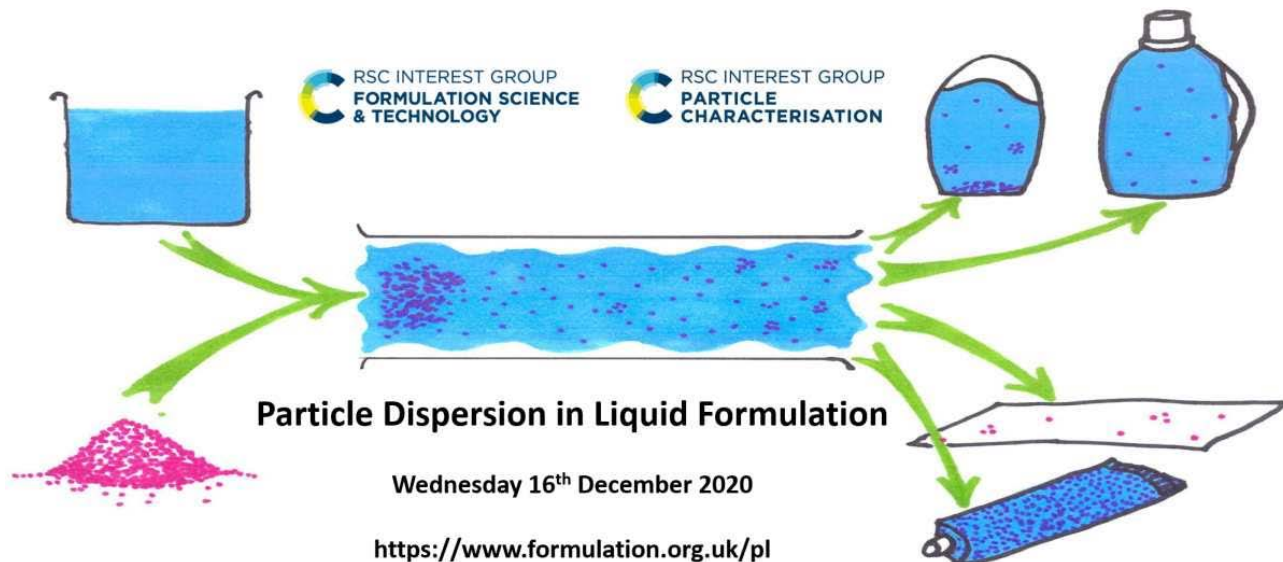 RSC INTEREST GROUP
FORMULATION SCIENCE
& TECHNOLOGY
RSC INTEREST GROUP
PARTICLE
CHARACTERISATION
Particle Dispersion in Liquid Formulation
Wednesday 16th December 2020
https://www.formulation.org.uk/pl